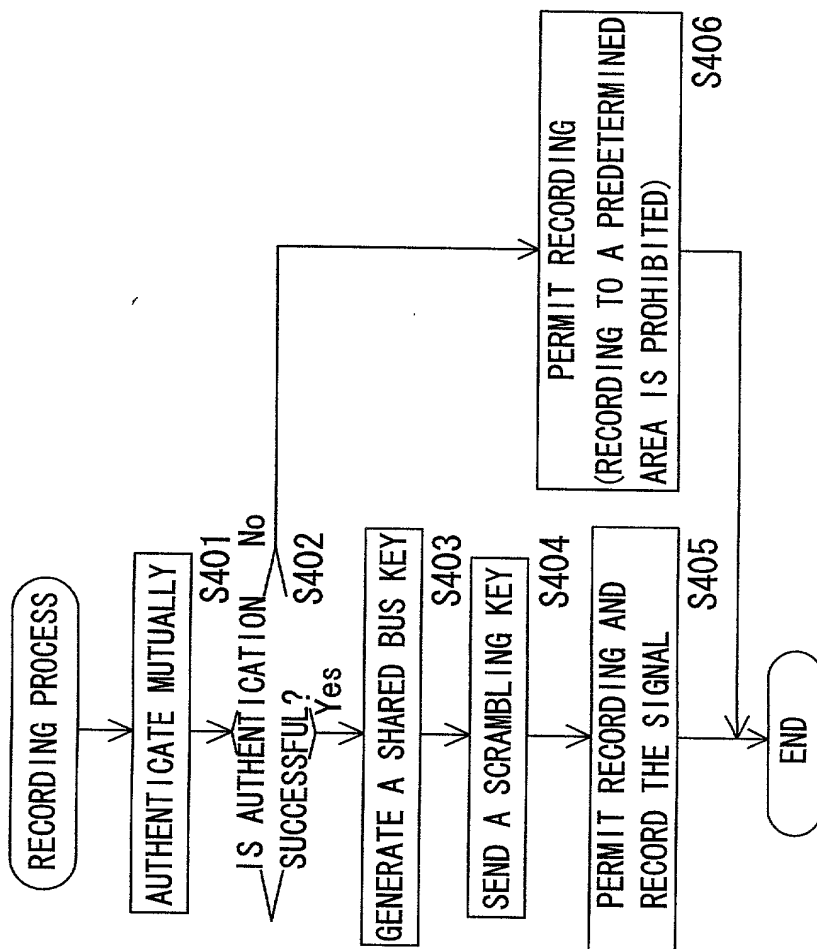 RECORDING PROCESS
AUTHENTICATE MUTUALLY
S401
IS AUTHENTICATION
SUCCESSFUL?
No
S402
Yes
GENERATE A SHARED BUS KEY
S403
SEND A SCRAMBLING KEY
S404
PERMIT RECORDING AND
RECORD THE SIGNAL
S405
PERMIT RECORDING
(RECORDING TO A PREDETERMINED
AREA IS PROHIBITED)
S406
END